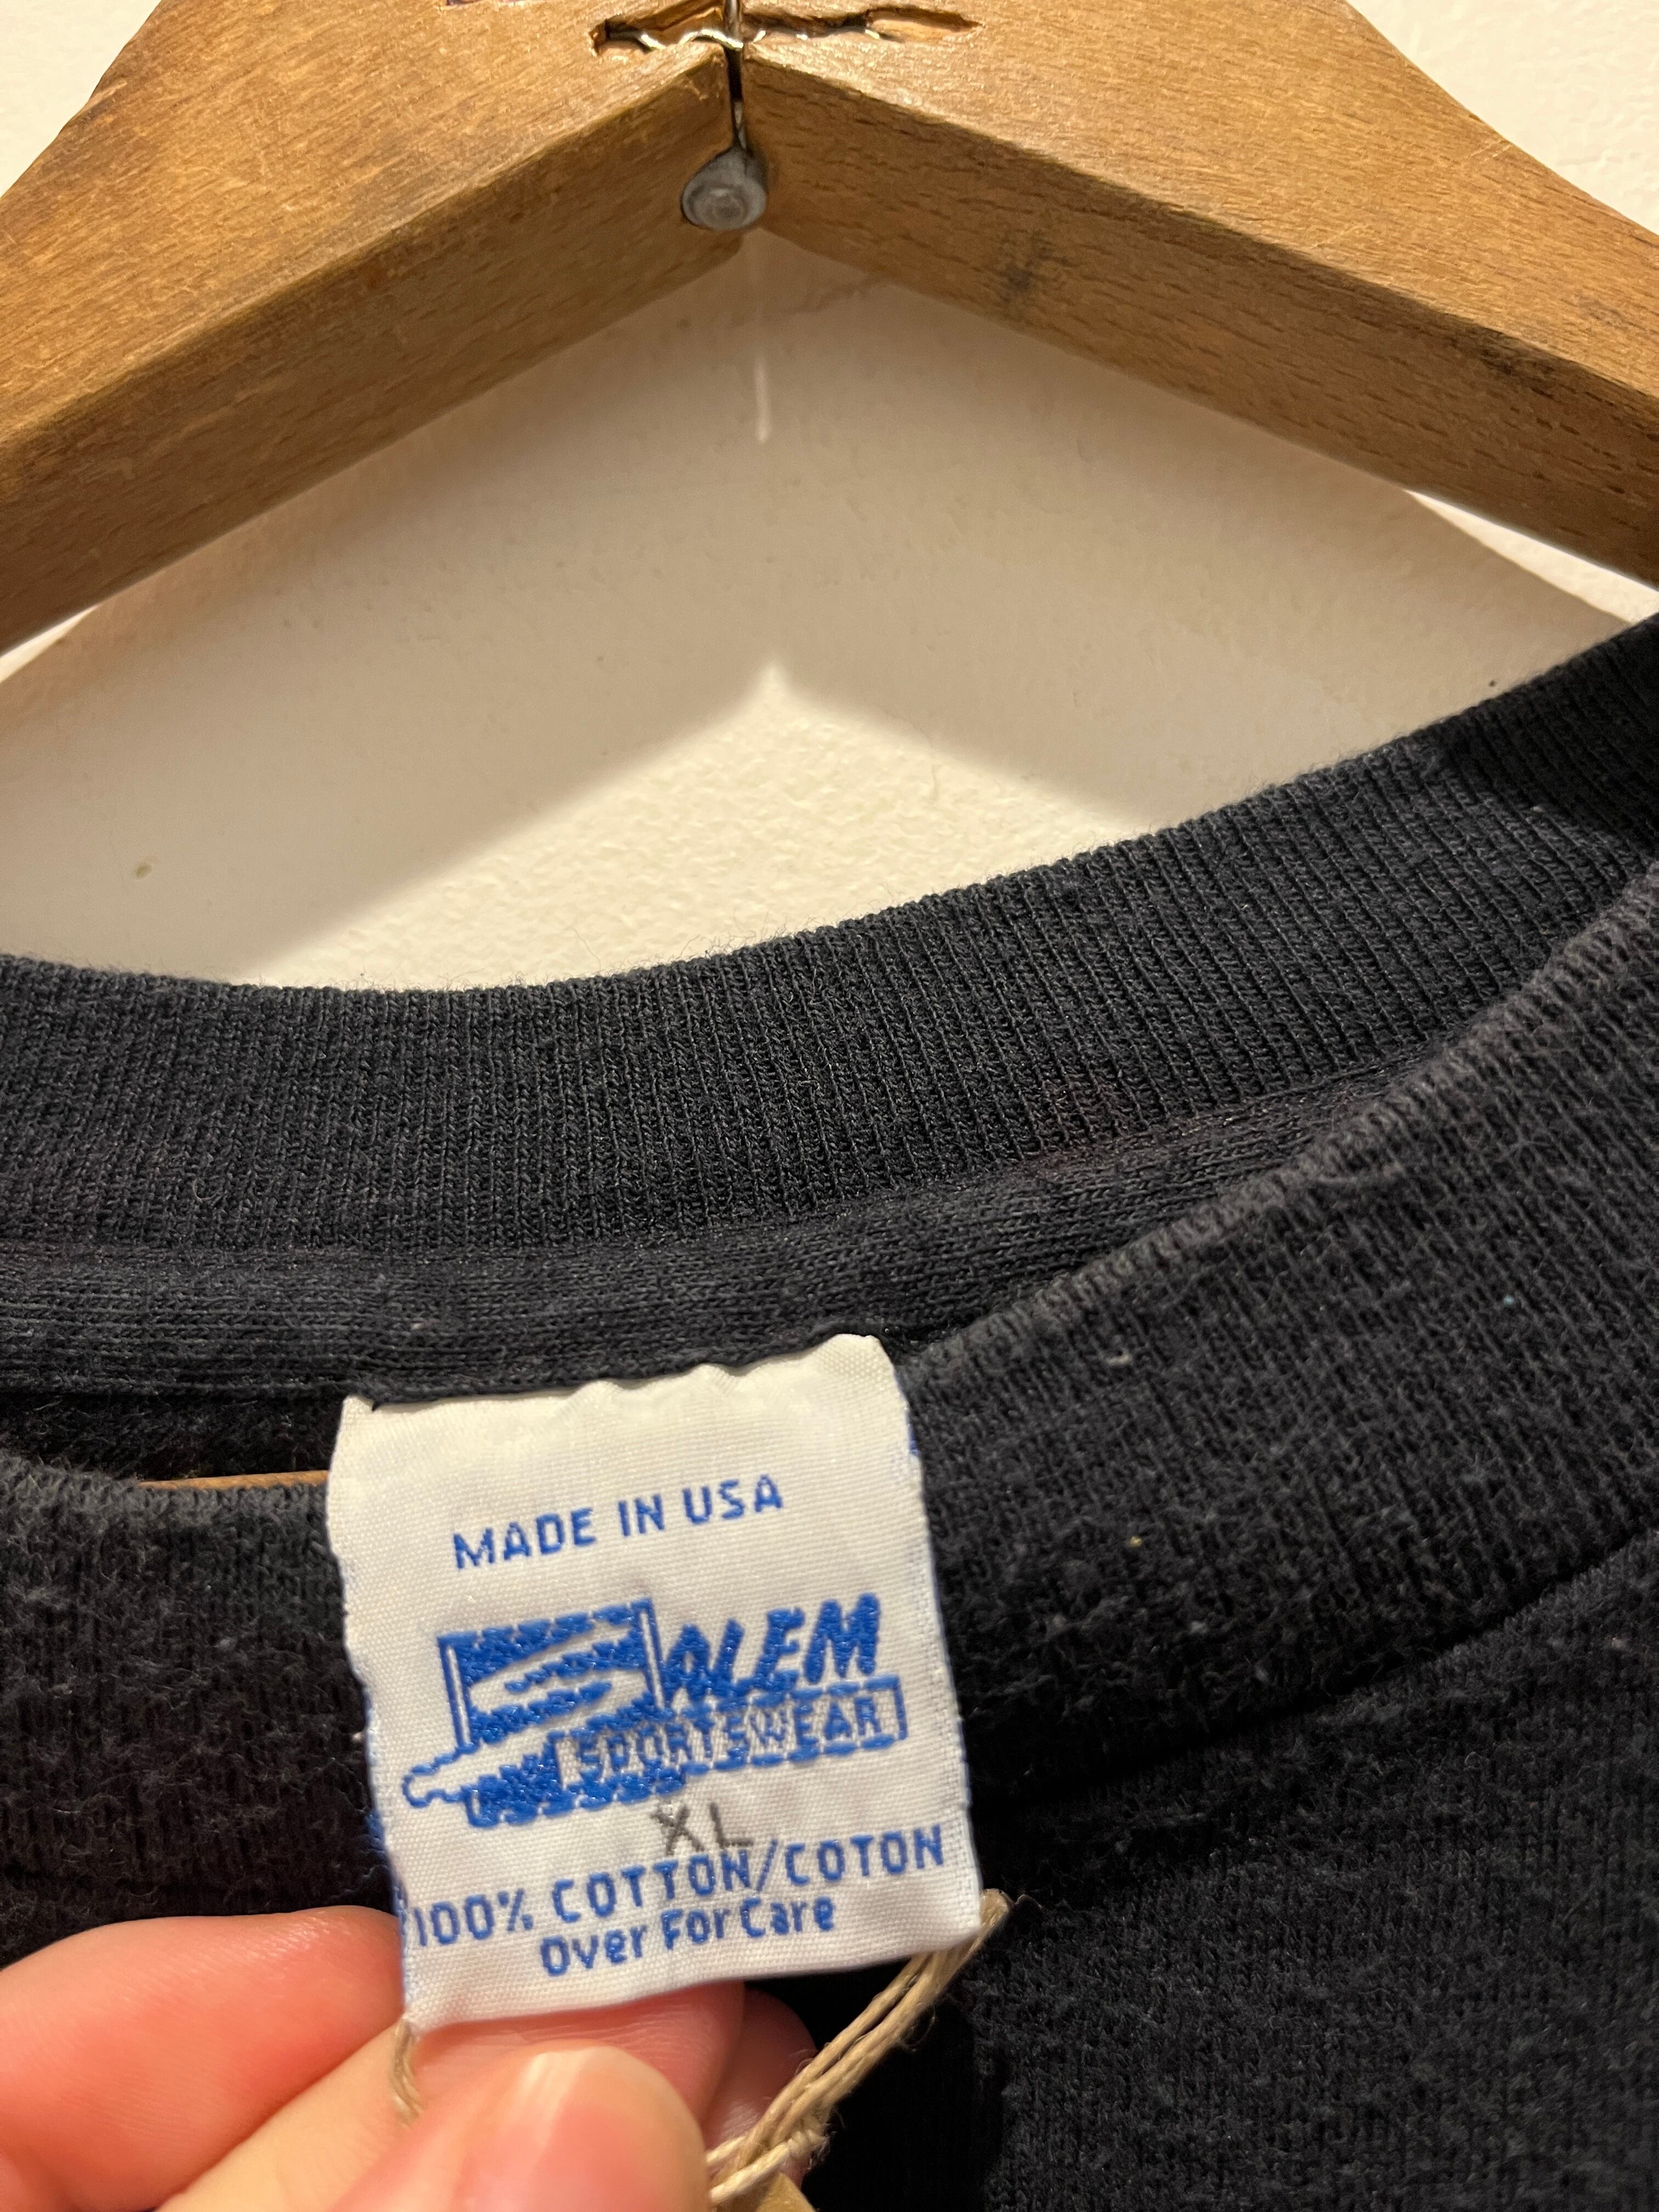 MADE IN USA
SALEM
SPORTSWEAR
XL
100% COTTON/COTON
Over For Care